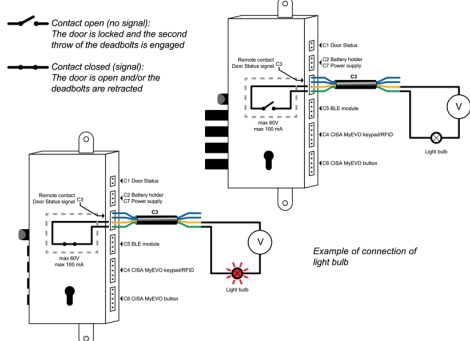 Contact open (no signal):
The door is locked and the second
throw of the deadbolts is engaged
Contact closed (signal):
The door is open and/or the
deadbolts are retracted
Remote contact
Door Status signal
C3
max 60V
max 100 mA
C1 Door Status
C2 Battery holder
C7 Power supply
C3
C5 BLE module
C4 CISA MyEVO keypad/RFID
C6 CISA MyEVO button
V
Light bulb
Remote contact
Door Status signal
C3
max 60V
max 100 mA
C1 Door Status
C2 Battery holder
C7 Power supply
C3
C5 BLE module
C4 CISA MyEVO keypad/RFID
C6 CISA MyEVO button
V
Light bulb
Example of connection of
light bulb